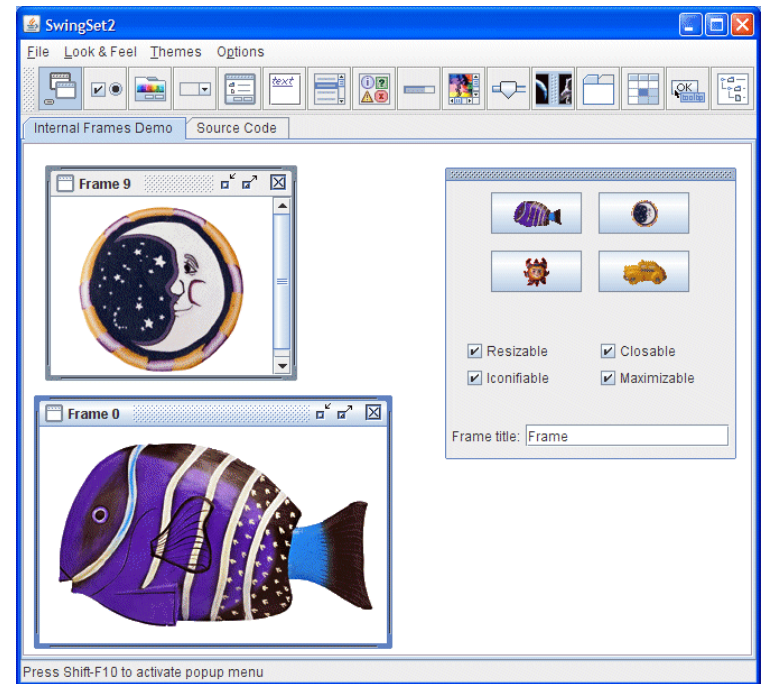 SwingSet2
File Look & Feel Themes Options
text
OK
tooltip
Internal Frames Demo Source Code
Frame 9
Resizable Closable
Iconifiable Maximizable
Frame title: Frame
Frame 0
Press Shift-F10 to activate popup menu